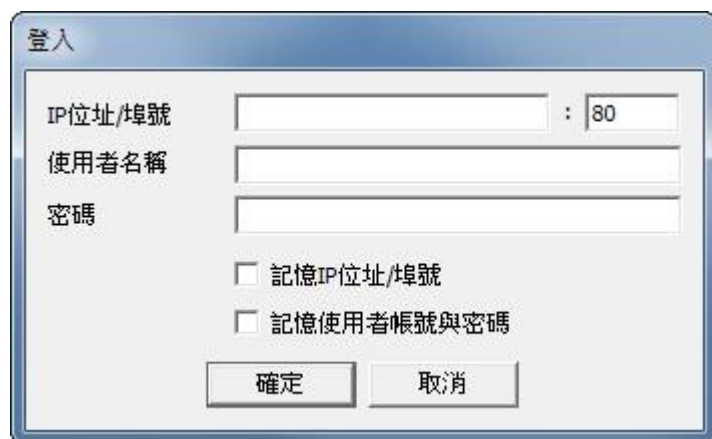 登入
IP位址/埠號 : 80
使用者名稱
密碼
記憶IP位址/埠號
記憶使用者帳號與密碼
確定 取消